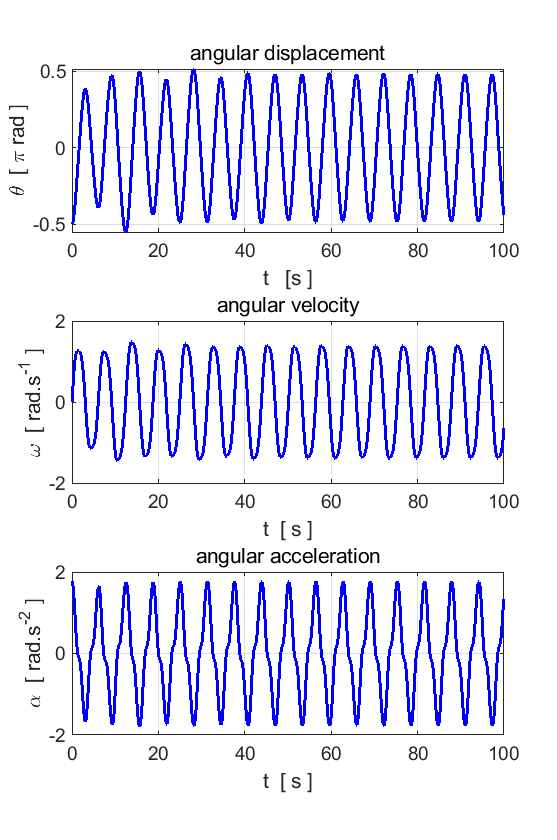 angular displacement
0.5
0
-0.5
θ [ π rad ]
0 20 40 60 80 100
t [s ]
angular velocity
2
0
-2
ω [ rad.s-1 ]
0 20 40 60 80 100
t [ s ]
angular acceleration
2
0
-2
α [ rad.s-2 ]
0 20 40 60 80 100
t [ s ]